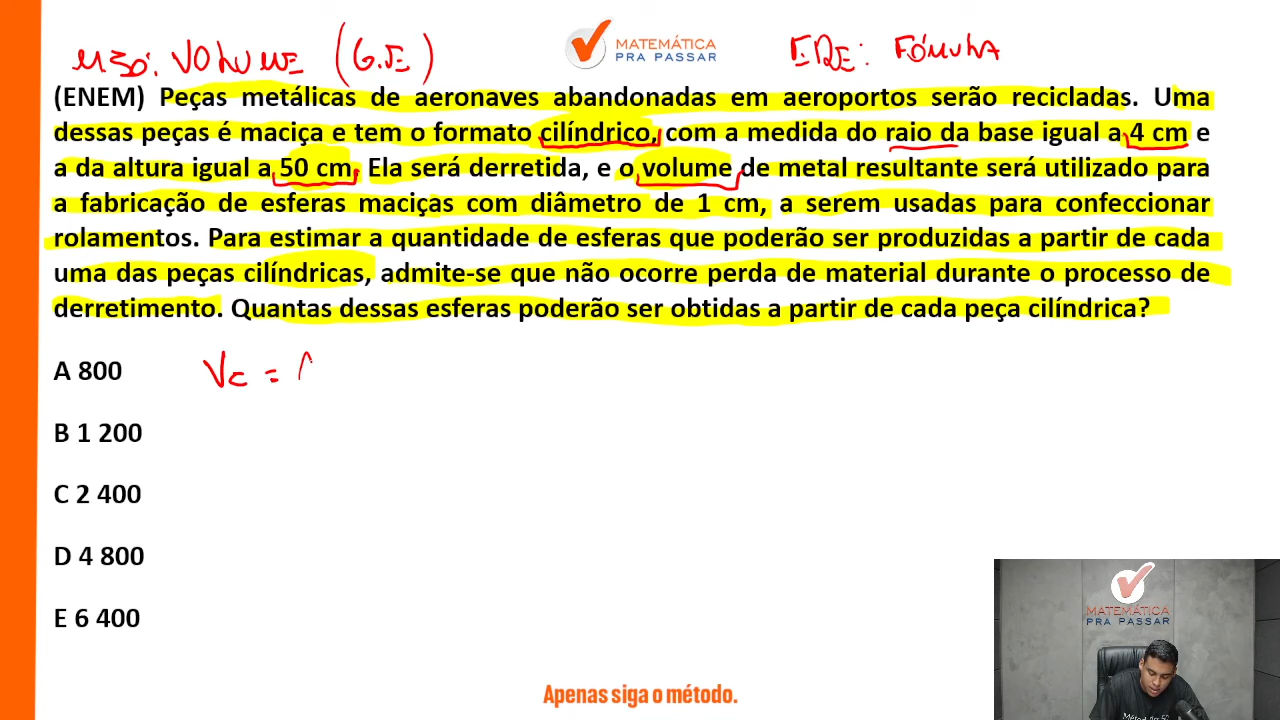 M50: VOLUME (G.E)
MATEMÁTICA
PRA PASSAR
EDE: FÓMULA
(ENEM) Peças metálicas de aeronaves abandonadas em aeroportos serão recicladas. Uma
dessas peças é maciça e tem o formato cilíndrico, com a medida do raio da base igual a 4 cm e
a da altura igual a 50 cm. Ela será derretida, e o volume de metal resultante será utilizado para
a fabricação de esferas maciças com diâmetro de 1 cm, a serem usadas para confeccionar
rolamentos. Para estimar a quantidade de esferas que poderão ser produzidas a partir de cada
uma das peças cilíndricas, admite-se que não ocorre perda de material durante o processo de
derretimento. Quantas dessas esferas poderão ser obtidas a partir de cada peça cilíndrica?
A 800
Vc =
B 1 200
C 2 400
D 4 800
E 6 400
MATEMÁTICA
PRA PASSAR
Apenas siga o método.